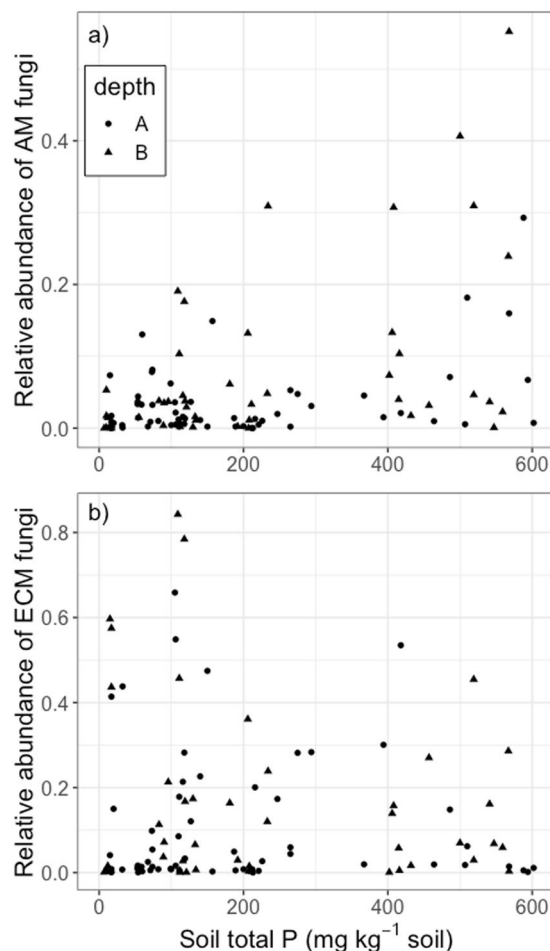 a)
depth
A
B
Relative abundance of AM fungi
0.4
0.2
0.0
0
200
400
600
b)
Relative abundance of ECM fungi
0.8
0.6
0.4
0.2
0.0
0
200
400
600
Soil total P (mg kg⁻¹ soil)